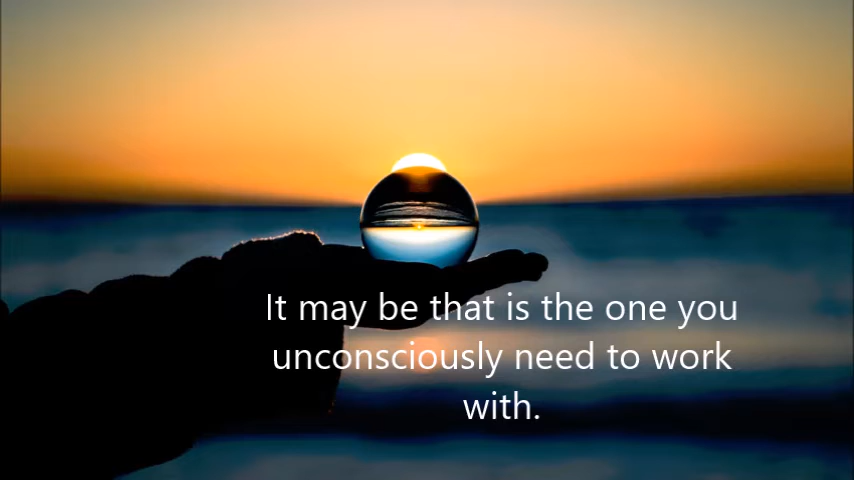 It may be that is the one you
unconsciously need to work
with.